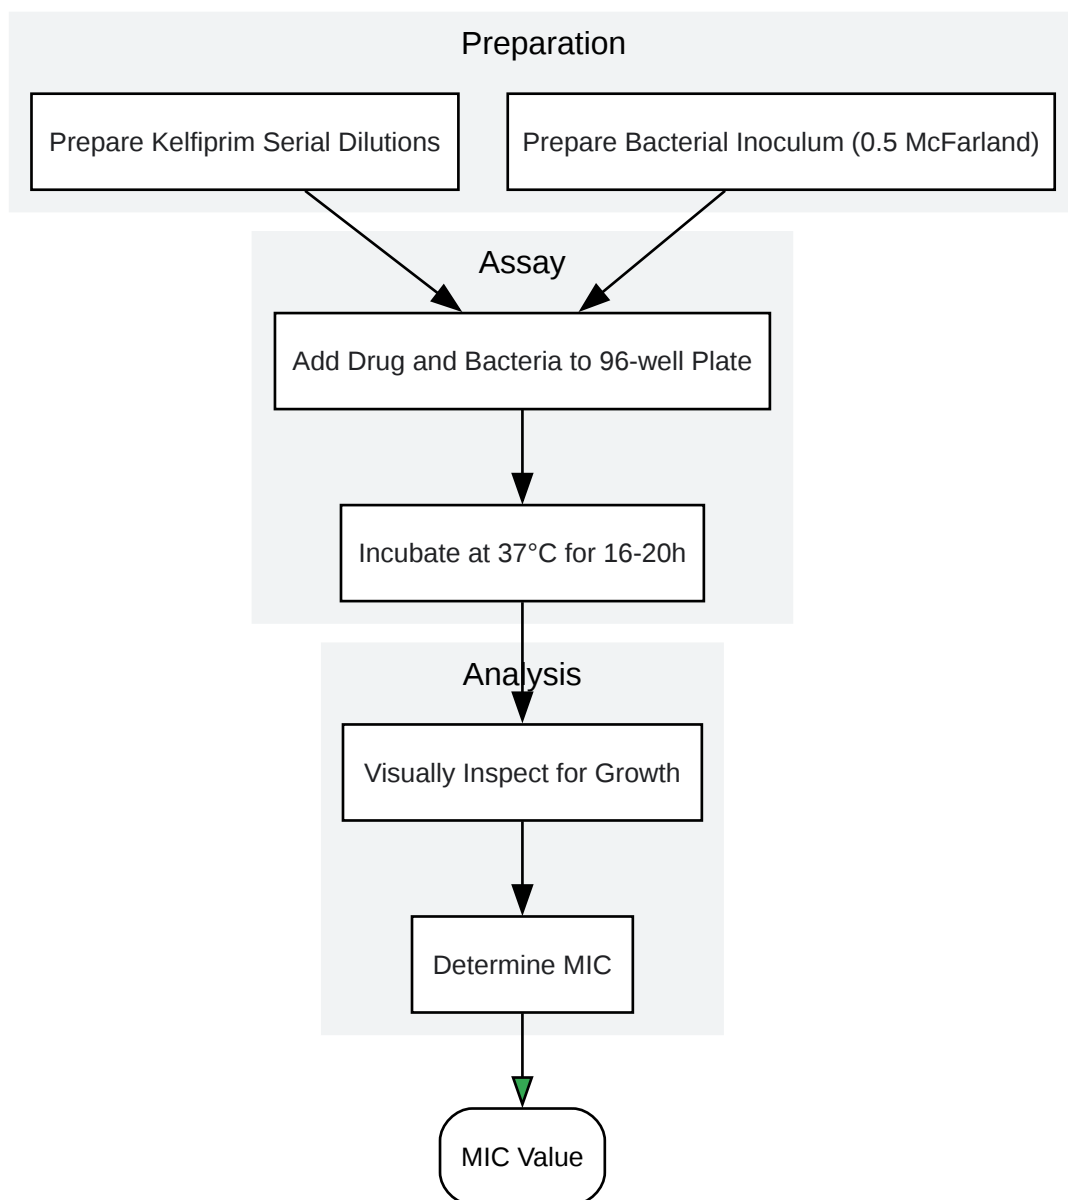 Preparation
Prepare Kelfiprim Serial Dilutions
Prepare Bacterial Inoculum (0.5 McFarland)
Assay
Add Drug and Bacteria to 96-well Plate
Incubate at 37°C for 16-20h
Analysis
Visually Inspect for Growth
Determine MIC
MIC Value